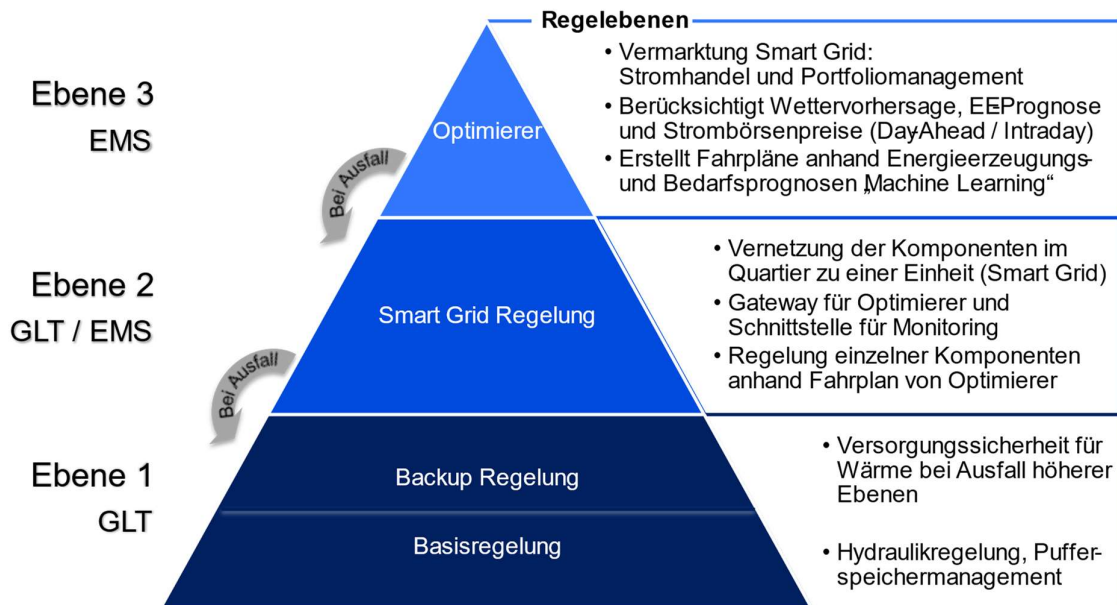 Regelebenen
Ebene 3
EMS
Optimierer
• Vermarktung Smart Grid:
Stromhandel und Portfoliomanagement
• Berücksichtigt Wettervorhersage, EE-Prognose
und Strombörsenpreise (Day-Ahead / Intraday)
• Erstellt Fahrpläne anhand Energieerzeugungs-
und Bedarfsprognosen „Machine Learning“
Bei Ausfall
Ebene 2
GLT / EMS
Smart Grid Regelung
• Vernetzung der Komponenten im
Quartier zu einer Einheit (Smart Grid)
• Gateway für Optimierer und
Schnittstelle für Monitoring
• Regelung einzelner Komponenten
anhand Fahrplan von Optimierer
Bei Ausfall
Ebene 1
GLT
Backup Regelung
• Versorgungssicherheit für
Wärme bei Ausfall höherer
Ebenen
Basisregelung
• Hydraulikregelung, Puffer-
speichermanagement